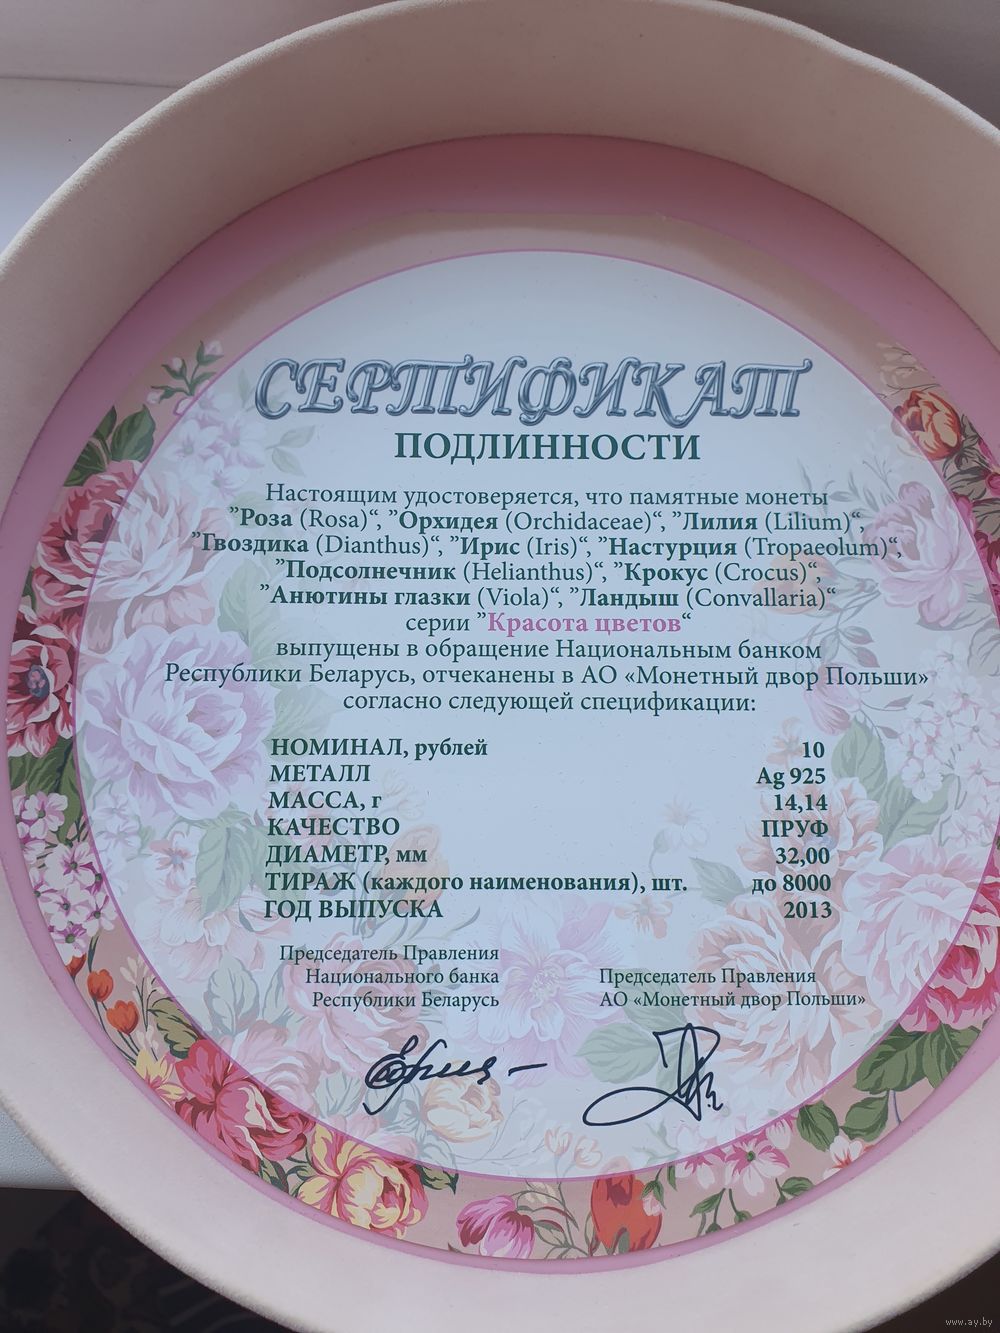 СЕРТИФИКАТ
ПОДЛИННОСТИ
Настоящим удостоверяется, что памятные монеты
”Роза (Rosa)“, ”Орхидея (Orchidaceae)“, ”Лилия (Lilium)“,
”Гвоздика (Dianthus)“, ”Ирис (Iris)“, ”Настурция (Tropaeolum)“,
”Подсолнечник (Helianthus)“, ”Крокус (Crocus)“,
”Анютины глазки (Viola)“, ”Ландыш (Convallaria)“
серии ”Красота цветов“
выпущены в обращение Национальным банком
Республики Беларусь, отчеканены в АО «Монетный двор Польши»
согласно следующей спецификации:
НОМИНАЛ, рублей 10
МЕТАЛЛ Ag 925
МАССА, г 14,14
КАЧЕСТВО ПРУФ
ДИАМЕТР, мм 32,00
ТИРАЖ (каждого наименования), шт. до 8000
ГОД ВЫПУСКА 2013
Председатель Правления
Национального банка
Республики Беларусь
Председатель Правления
АО «Монетный двор Польши»
www.ay.by